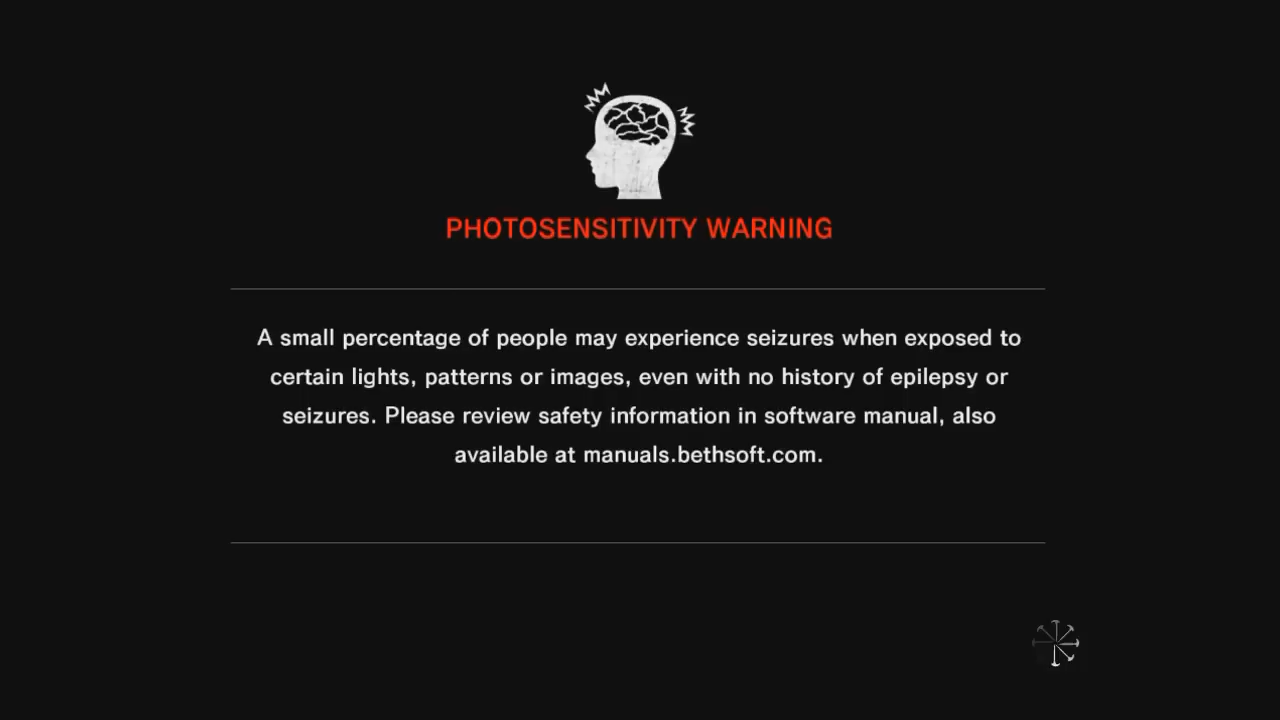 PHOTOSENSITIVITY WARNING
A small percentage of people may experience seizures when exposed to
certain lights, patterns or images, even with no history of epilepsy or
seizures. Please review safety information in software manual, also
available at manuals.bethsoft.com.